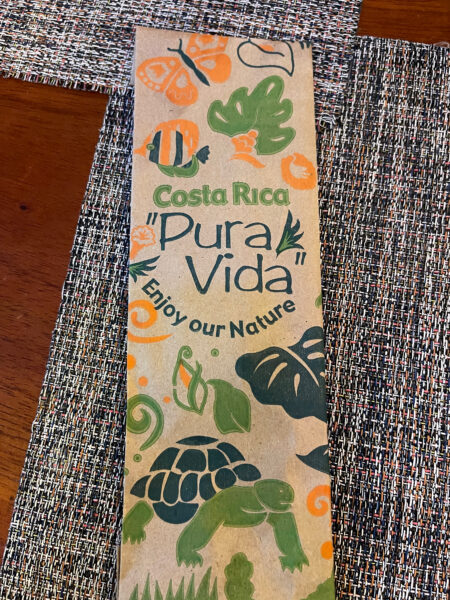 Costa Rica
"Pura
Vida"
Enjoy our Nature